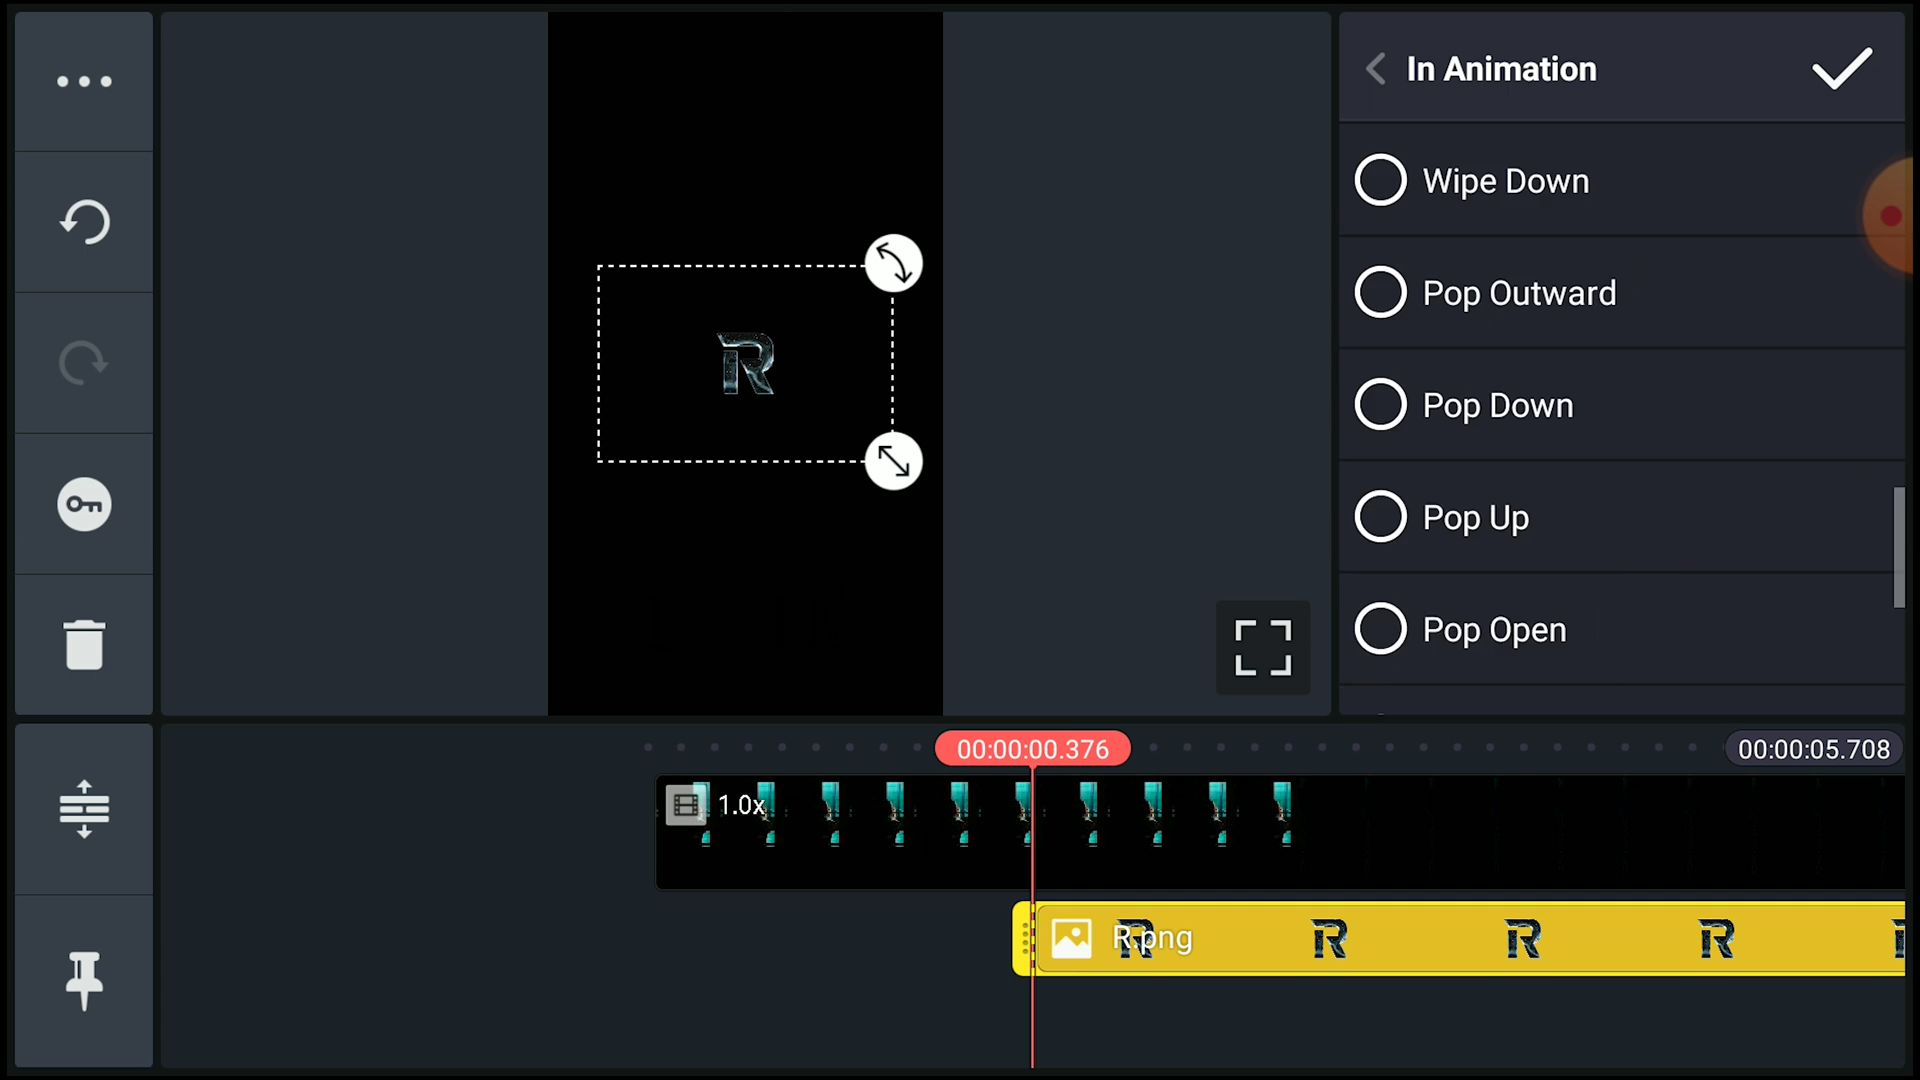 In Animation
Wipe Down
Pop Outward
Pop Down
Pop Up
Pop Open
R
00:00:00.376
00:00:05.708
1.0x
R.png
R
R
R
R